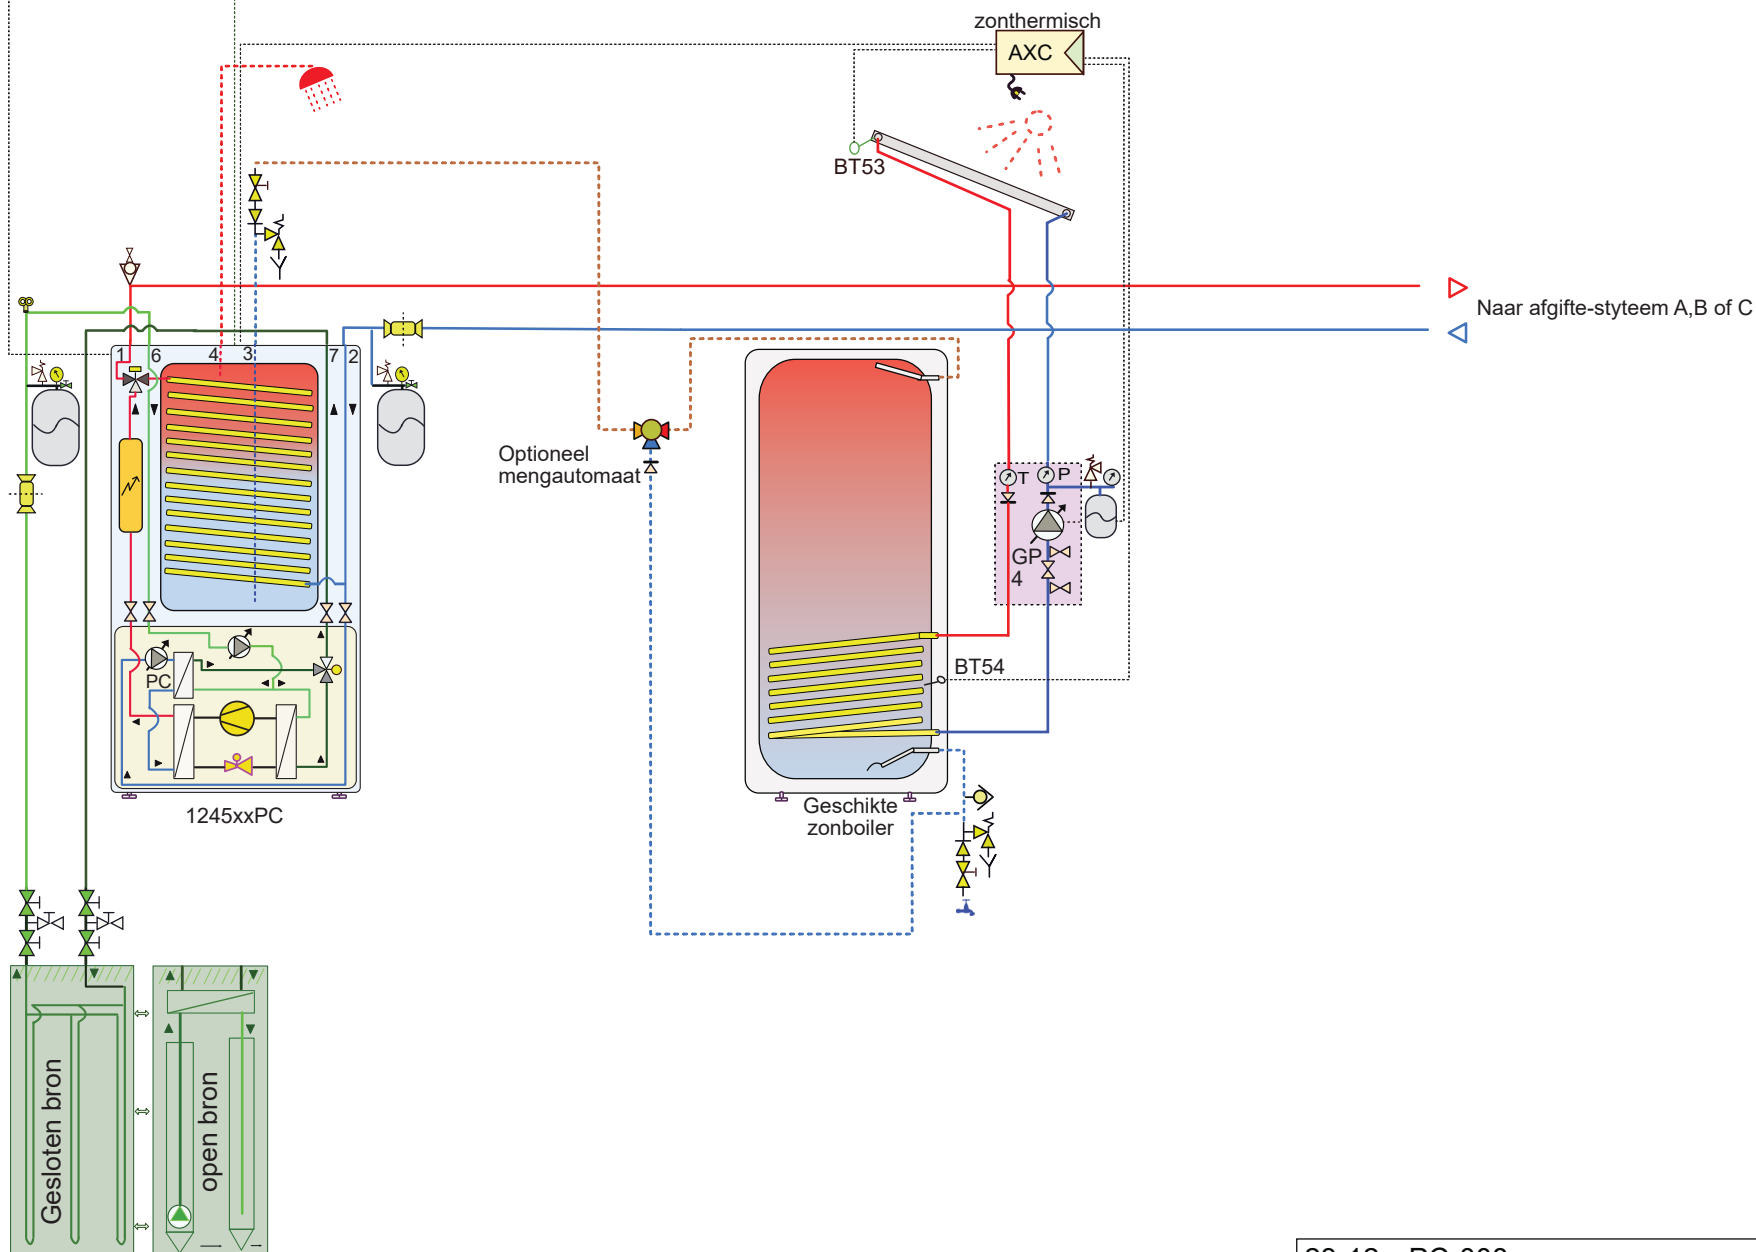 zonthermisch
AXC
BT53
Naar afgifte-styteem A,B of C
1 6 4 3 7 2
Optioneel
mengautomaat
T P
GP
4
BT54
PC
1245xxPC
Geschikte
zonboiler
Gesloten bron
open bron